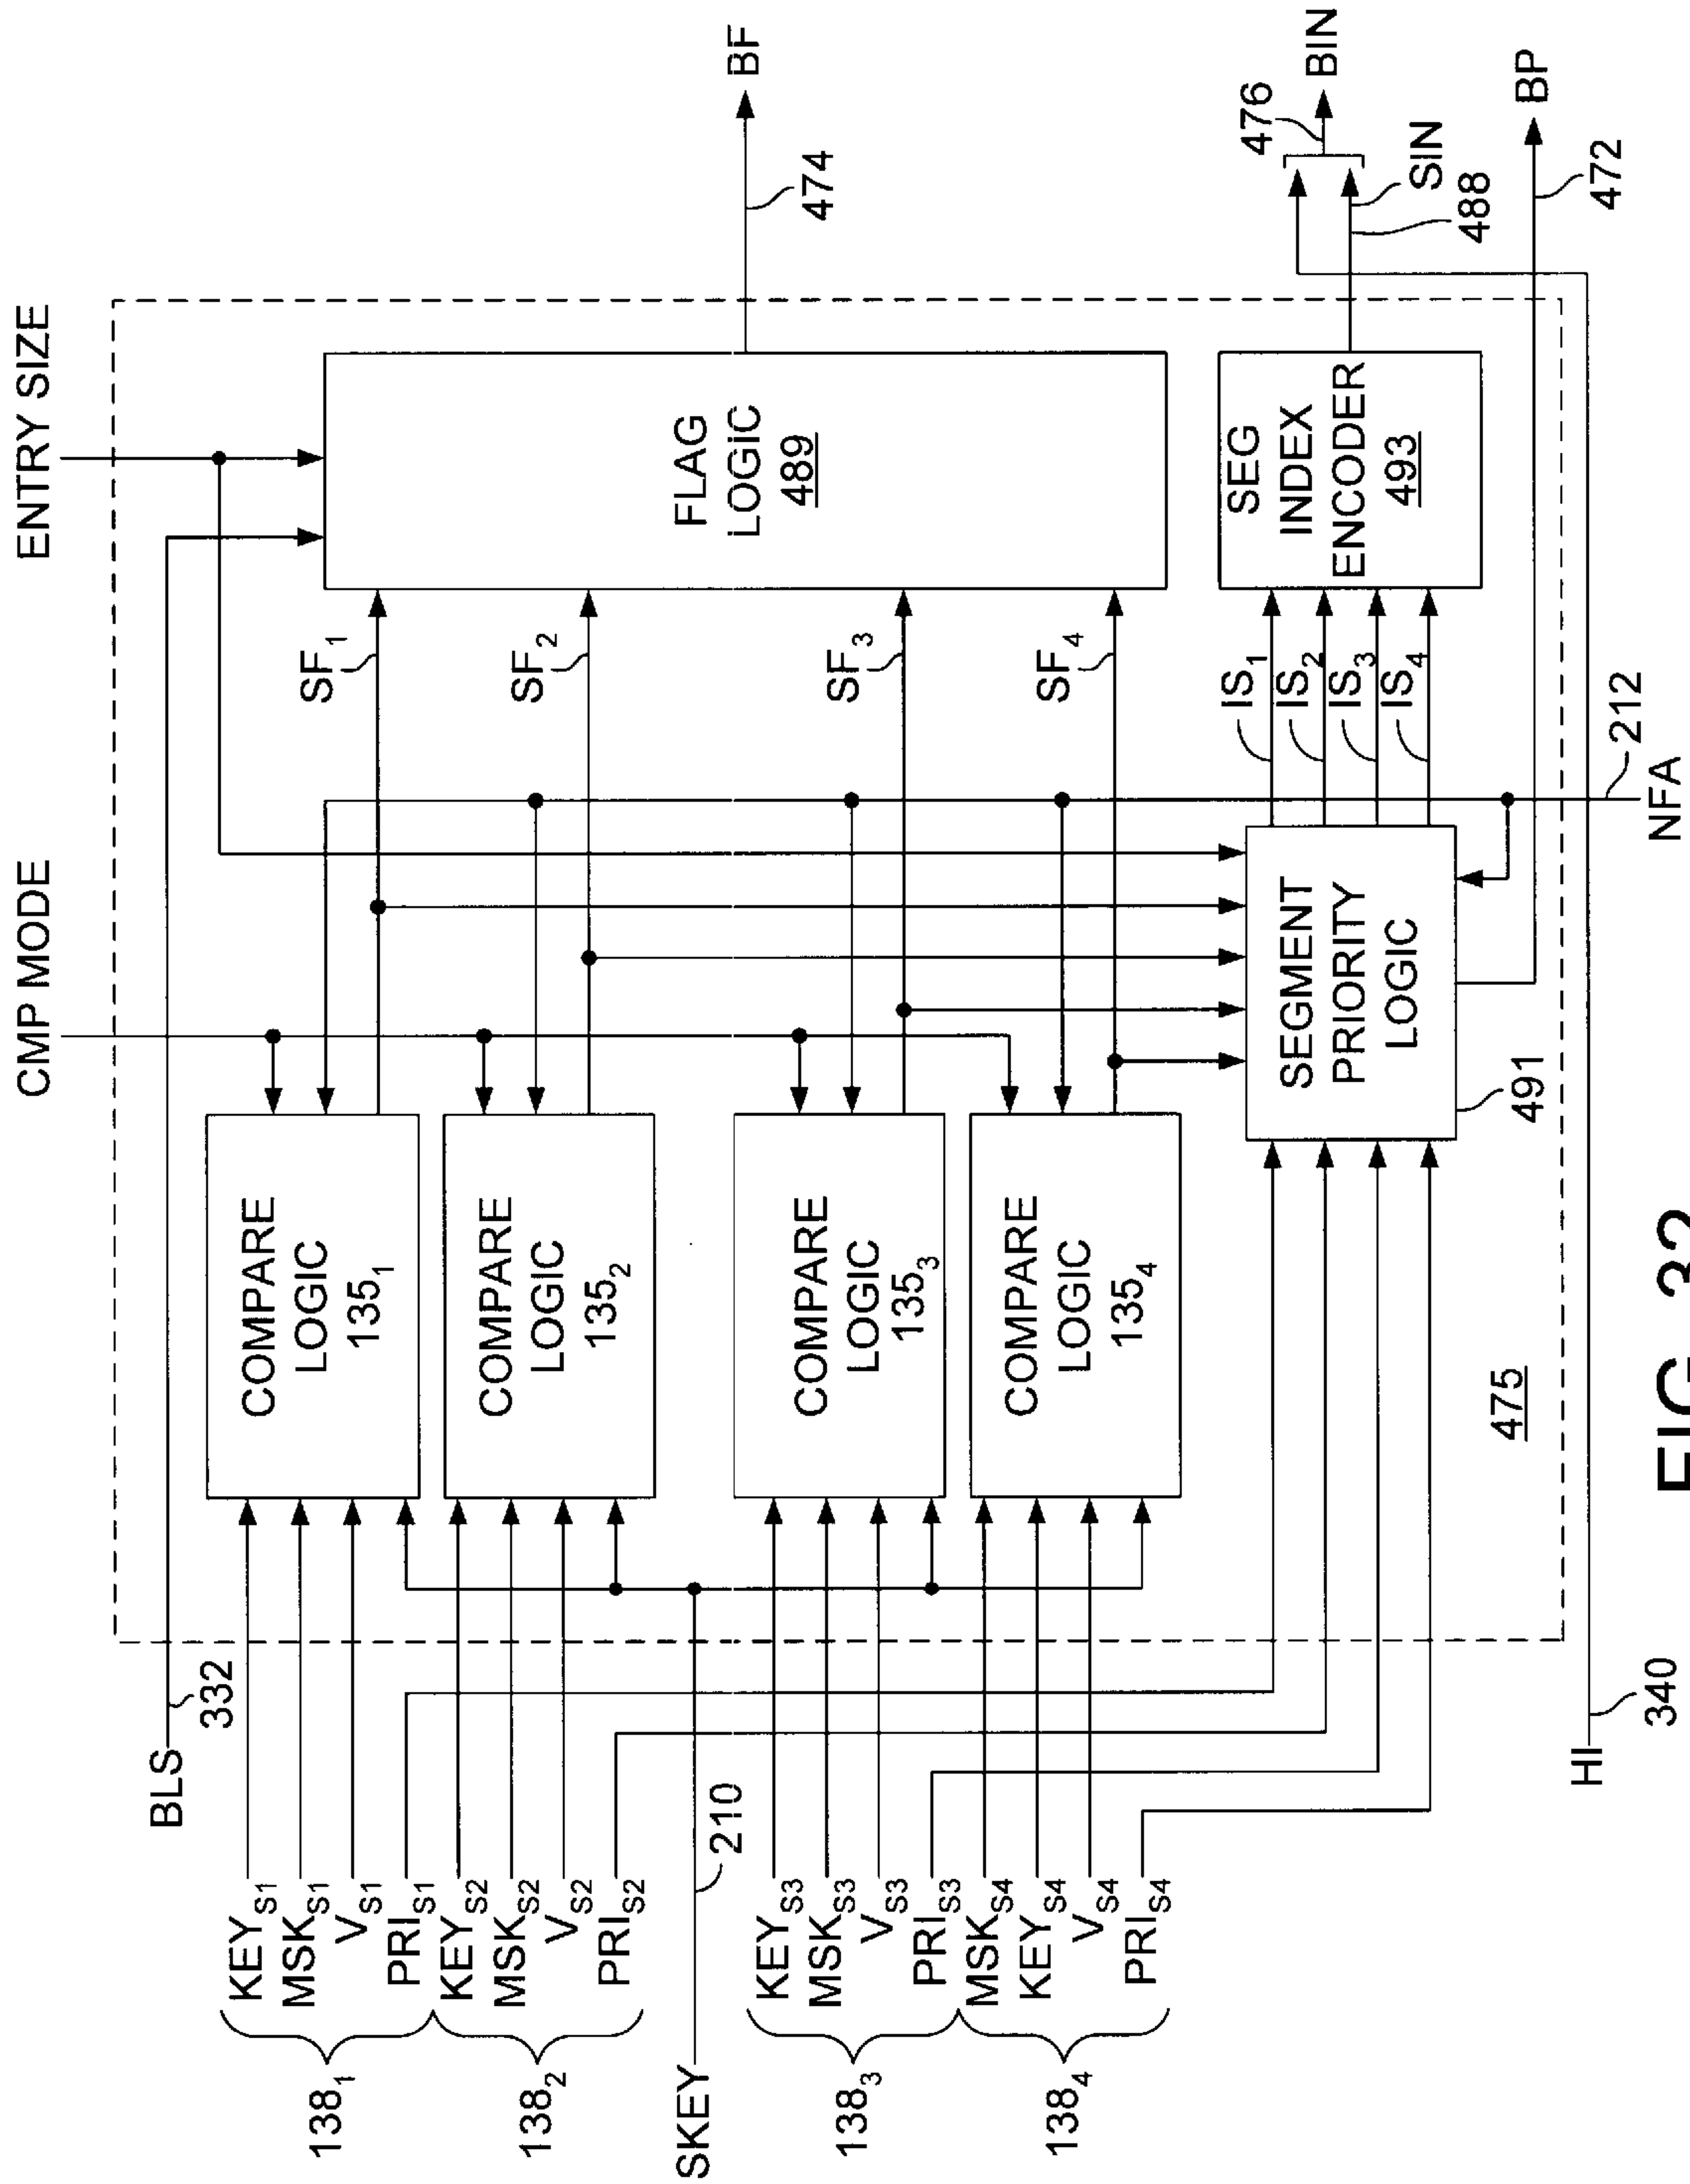 CMP MODE
ENTRY SIZE
BLS
332
KEYS1
MSKS1
VS1
PRIS1
1381
KEYS2
MSKS2
VS2
PRIS2
1382
SKEY
210
KEYS3
MSKS3
VS3
PRIS3
1383
MSKS4
KEYS4
VS4
PRIS4
1384
HI
340
COMPARE
LOGIC
1351
COMPARE
LOGIC
1352
COMPARE
LOGIC
1353
COMPARE
LOGIC
1354
475
SEGMENT
PRIORITY
LOGIC
491
SF1
SF2
SF3
SF4
IS1
IS2
IS3
IS4
212
NFA
FLAG
LOGIC
489
SEG
INDEX
ENCODER
493
474
BF
476
BIN
SIN
488
BP
472
FIG. 32